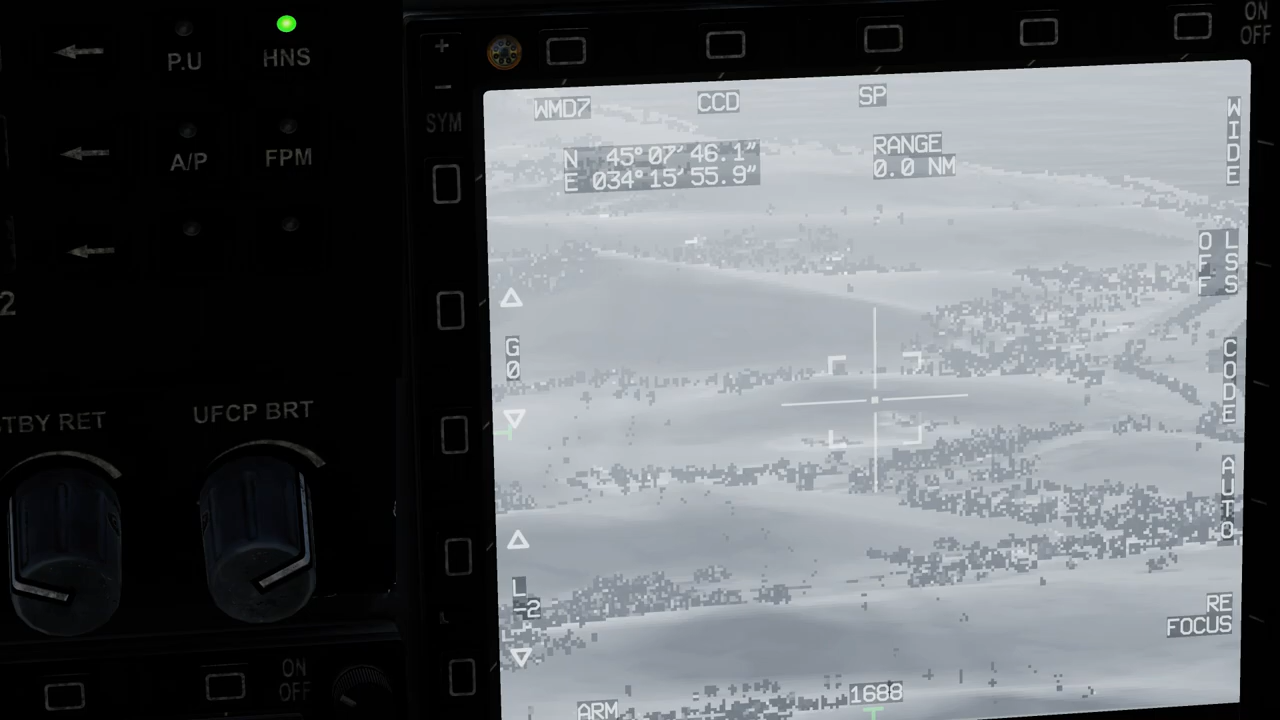 P.U
HNS
A/P
FPM
2
STBY RET
UFCP BRT
ON
OFF
+
-
SYM
ON
OFF
WMD7
CCD
SP
N 45°07'46.1"
E 034°15'55.9"
RANGE
0.0 NM
WIDE
LSS
OFF
CODE
AUTO
RE
FOCUS
G
0
L
-2
1688
ARM